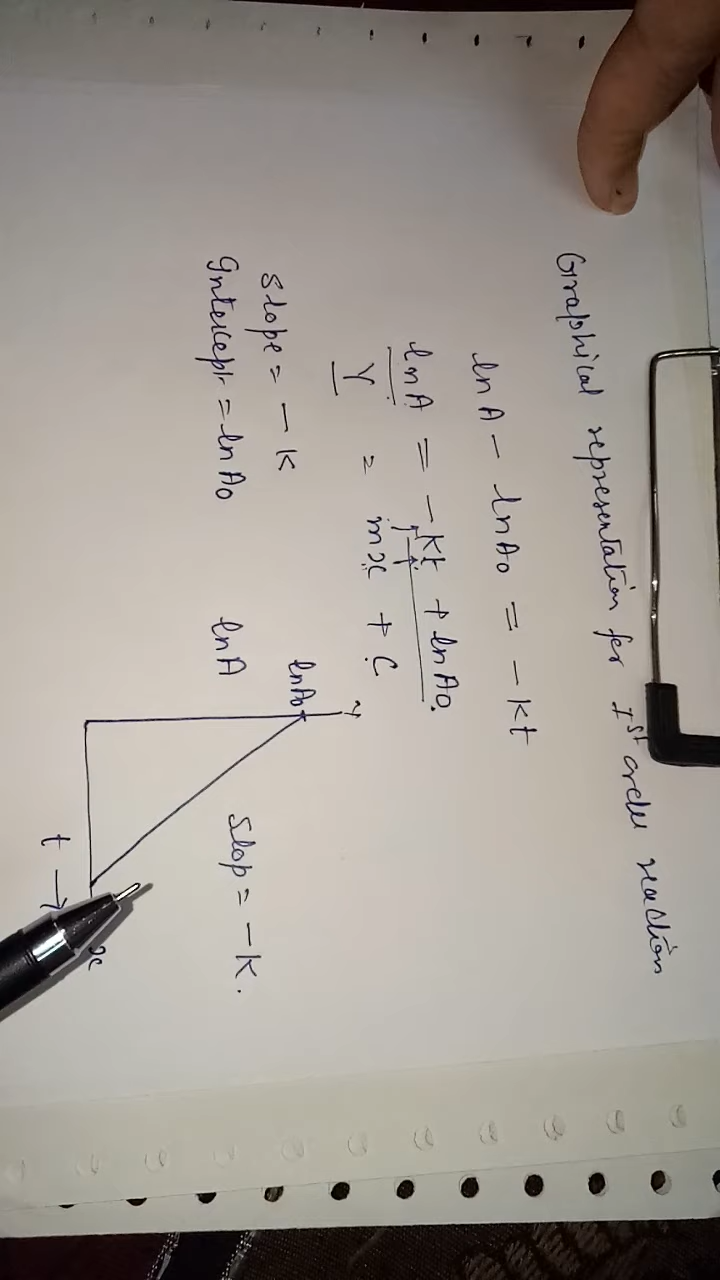 Graphical representation for Ist order reaction
ln A - ln A₀ = - Kt
ln A = - Kt + ln A₀.
Y = mx + C
Slope = - K
Intercept = ln A₀
Y
ln A₀
ln A
Slop = - K.
t →
x